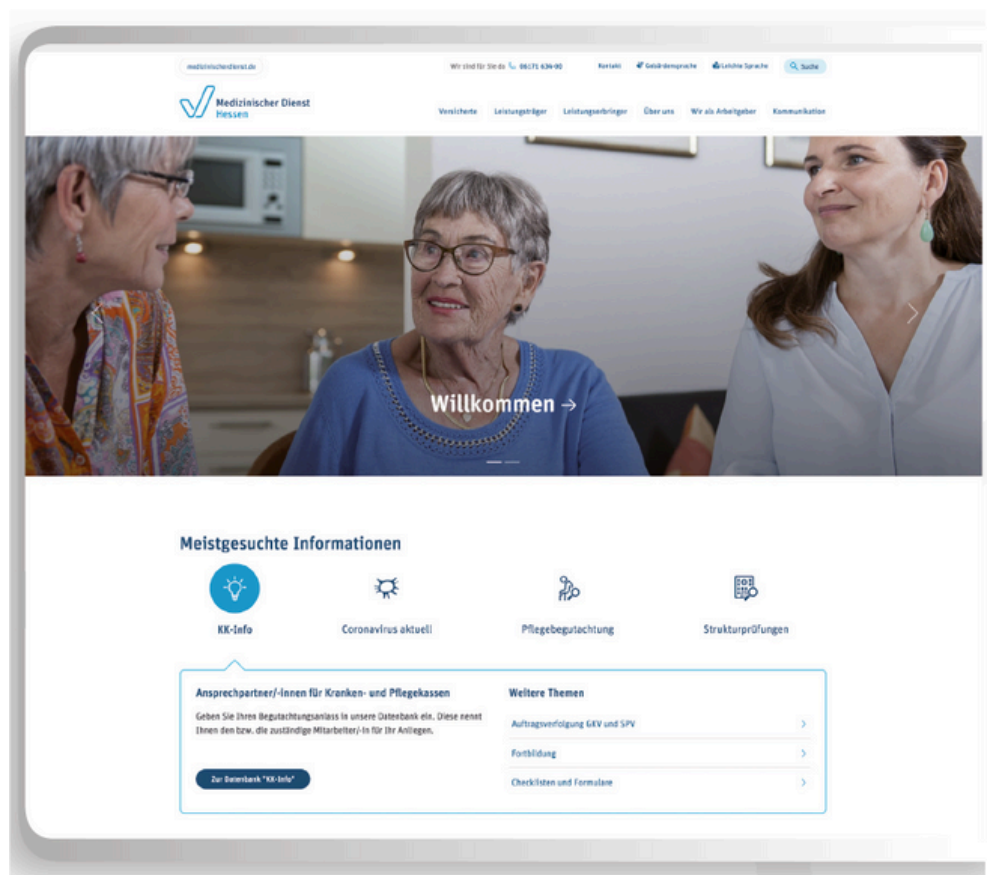 medizinischerdienst.de
Wir sind für Sie da 06171 634-00 Kontakt Gebärdensprache Leichte Sprache Suche
Medizinischer Dienst
Hessen
Versicherte Leistungsträger Leistungserbringer Über uns Wir als Arbeitgeber Kommunikation
Willkommen →
Meistgesuchte Informationen
KK-Info Coronavirus aktuell Pflegebegutachtung Strukturprüfungen
Ansprechpartner/-innen für Kranken- und Pflegekassen
Geben Sie Ihren Begutachtungsanlass in unsere Datenbank ein. Diese nennt
Ihnen den bzw. die zuständige Mitarbeiter/-in für Ihr Anliegen.
Zur Datenbank "KK-Info"
Weitere Themen
Auftragsverfolgung GKV und SPV
Fortbildung
Checklisten und Formulare